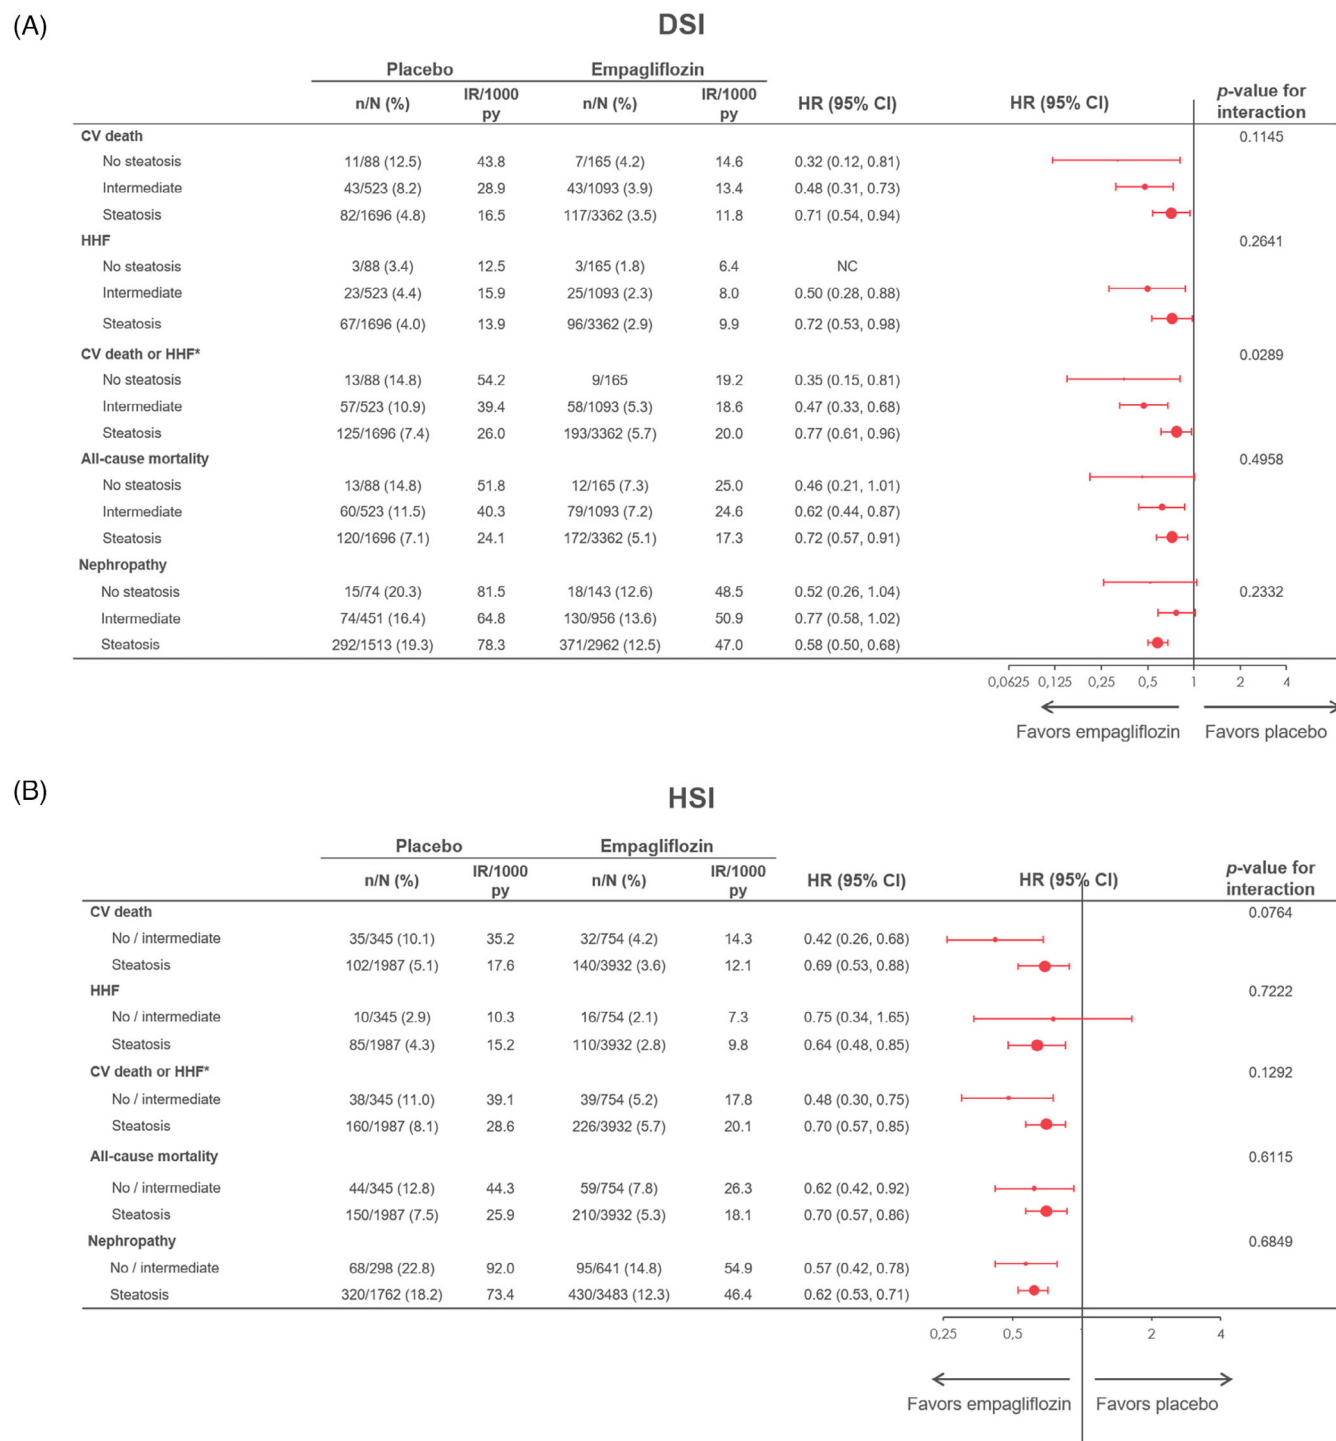 (A)
DSI
Placebo Empagliflozin
n/N (%) IR/1000 py n/N (%) IR/1000 py HR (95% CI) HR (95% CI) p-value for interaction
CV death 0.1145
No steatosis 11/88 (12.5) 43.8 7/165 (4.2) 14.6 0.32 (0.12, 0.81)
Intermediate 43/523 (8.2) 28.9 43/1093 (3.9) 13.4 0.48 (0.31, 0.73)
Steatosis 82/1696 (4.8) 16.5 117/3362 (3.5) 11.8 0.71 (0.54, 0.94)
HHF 0.2641
No steatosis 3/88 (3.4) 12.5 3/165 (1.8) 6.4 NC
Intermediate 23/523 (4.4) 15.9 25/1093 (2.3) 8.0 0.50 (0.28, 0.88)
Steatosis 67/1696 (4.0) 13.9 96/3362 (2.9) 9.9 0.72 (0.53, 0.98)
CV death or HHF* 0.0289
No steatosis 13/88 (14.8) 54.2 9/165 19.2 0.35 (0.15, 0.81)
Intermediate 57/523 (10.9) 39.4 58/1093 (5.3) 18.6 0.47 (0.33, 0.68)
Steatosis 125/1696 (7.4) 26.0 193/3362 (5.7) 20.0 0.77 (0.61, 0.96)
All-cause mortality 0.4958
No steatosis 13/88 (14.8) 51.8 12/165 (7.3) 25.0 0.46 (0.21, 1.01)
Intermediate 60/523 (11.5) 40.3 79/1093 (7.2) 24.6 0.62 (0.44, 0.87)
Steatosis 120/1696 (7.1) 24.1 172/3362 (5.1) 17.3 0.72 (0.57, 0.91)
Nephropathy
No steatosis 15/74 (20.3) 81.5 18/143 (12.6) 48.5 0.52 (0.26, 1.04) 0.2332
Intermediate 74/451 (16.4) 64.8 130/956 (13.6) 50.9 0.77 (0.58, 1.02)
Steatosis 292/1513 (19.3) 78.3 371/2962 (12.5) 47.0 0.58 (0.50, 0.68)
0,0625 0,125 0,25 0,5 1 2 4
Favors empagliflozin Favors placebo
(B)
HSI
Placebo Empagliflozin
n/N (%) IR/1000 py n/N (%) IR/1000 py HR (95% CI) HR (95% CI) p-value for interaction
CV death 0.0764
No / intermediate 35/345 (10.1) 35.2 32/754 (4.2) 14.3 0.42 (0.26, 0.68)
Steatosis 102/1987 (5.1) 17.6 140/3932 (3.6) 12.1 0.69 (0.53, 0.88)
HHF 0.7222
No / intermediate 10/345 (2.9) 10.3 16/754 (2.1) 7.3 0.75 (0.34, 1.65)
Steatosis 85/1987 (4.3) 15.2 110/3932 (2.8) 9.8 0.64 (0.48, 0.85)
CV death or HHF* 0.1292
No / intermediate 38/345 (11.0) 39.1 39/754 (5.2) 17.8 0.48 (0.30, 0.75)
Steatosis 160/1987 (8.1) 28.6 226/3932 (5.7) 20.1 0.70 (0.57, 0.85)
All-cause mortality 0.6115
No / intermediate 44/345 (12.8) 44.3 59/754 (7.8) 26.3 0.62 (0.42, 0.92)
Steatosis 150/1987 (7.5) 25.9 210/3932 (5.3) 18.1 0.70 (0.57, 0.86)
Nephropathy 0.6849
No / intermediate 68/298 (22.8) 92.0 95/641 (14.8) 54.9 0.57 (0.42, 0.78)
Steatosis 320/1762 (18.2) 73.4 430/3483 (12.3) 46.4 0.62 (0.53, 0.71)
0,25 0,5 1 2 4
Favors empagliflozin Favors placebo